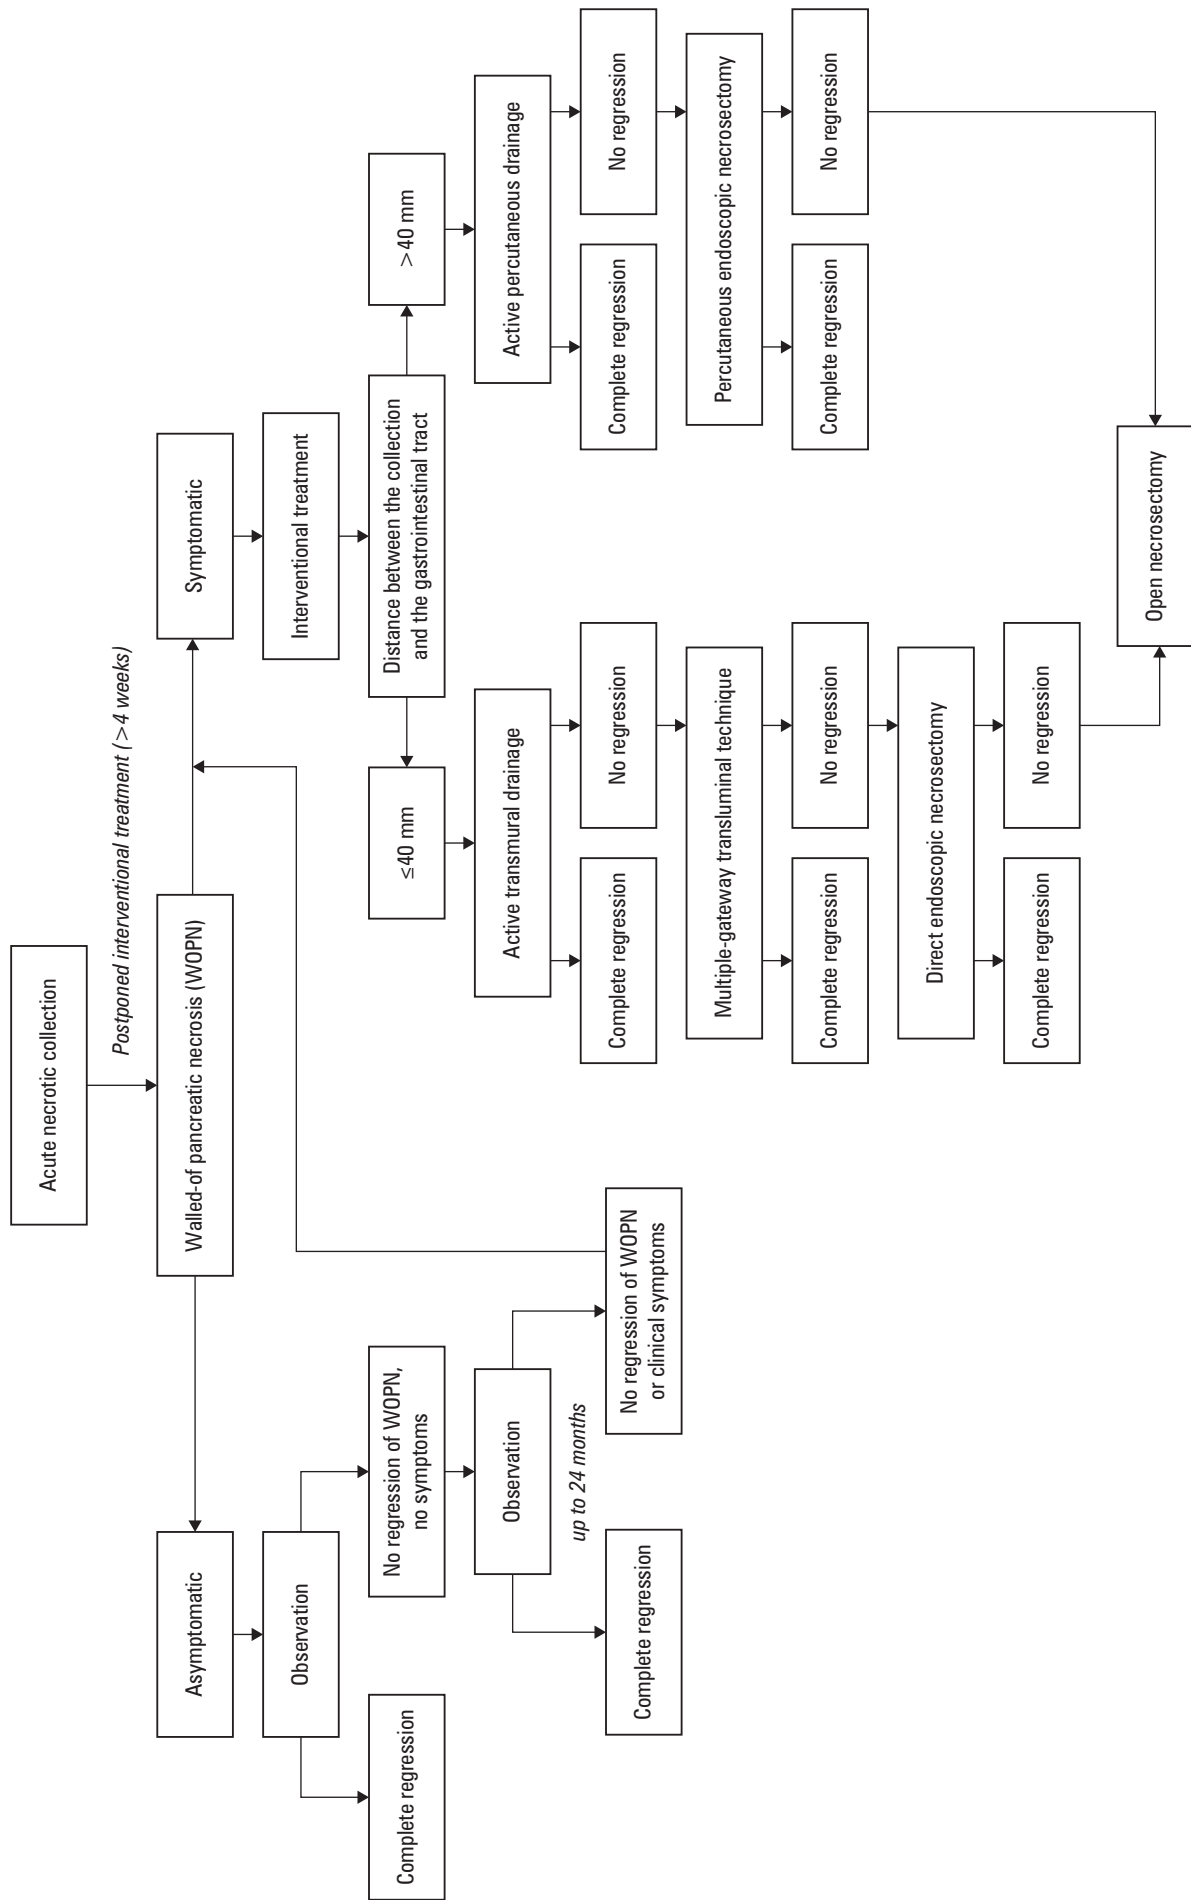 Acute necrotic collection
Postponed interventional treatment (>4 weeks)
Walled-of pancreatic necrosis (WOPN)
Asymptomatic
Symptomatic
Observation
Interventional treatment
Complete regression
No regression of WOPN,
no symptoms
≤40 mm
Distance between the collection
and the gastrointestinal tract
>40 mm
Observation
Active transmural drainage
Active percutaneous drainage
up to 24 months
Complete regression
No regression of WOPN
or clinical symptoms
Complete regression
No regression
Complete regression
No regression
Multiple-gateway transluminal technique
Percutaneous endoscopic necrosectomy
Complete regression
No regression
Complete regression
No regression
Direct endoscopic necrosectomy
Complete regression
No regression
Open necrosectomy